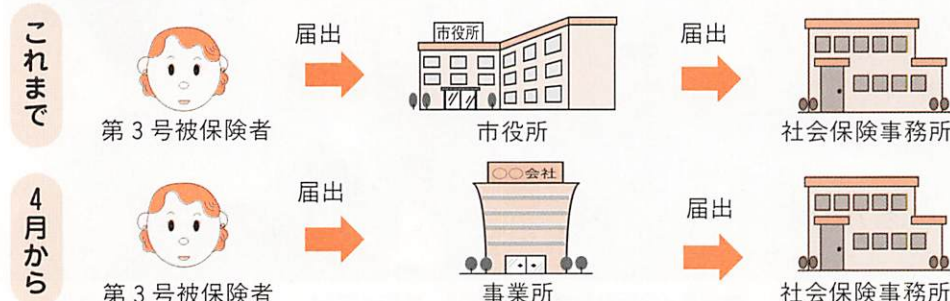 これまで
届出
市役所
届出
第3号被保険者
市役所
社会保険事務所
4月から
届出
○○会社
届出
第3号被保険者
事業所
社会保険事務所